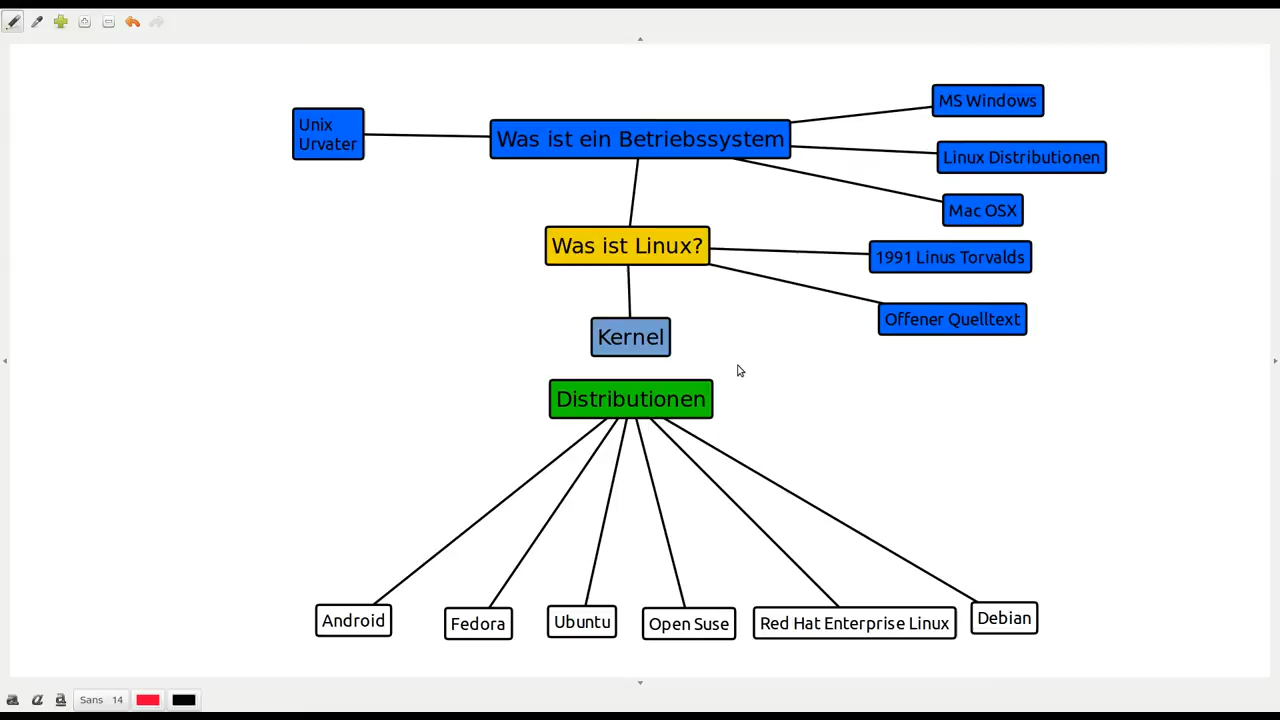 MS Windows
Unix
Urvater
Was ist ein Betriebssystem
Linux Distributionen
Mac OSX
Was ist Linux?
1991 Linus Torvalds
Offener Quelltext
Kernel
Distributionen
Android
Fedora
Ubuntu
Open Suse
Red Hat Enterprise Linux
Debian
a a a Sans 14